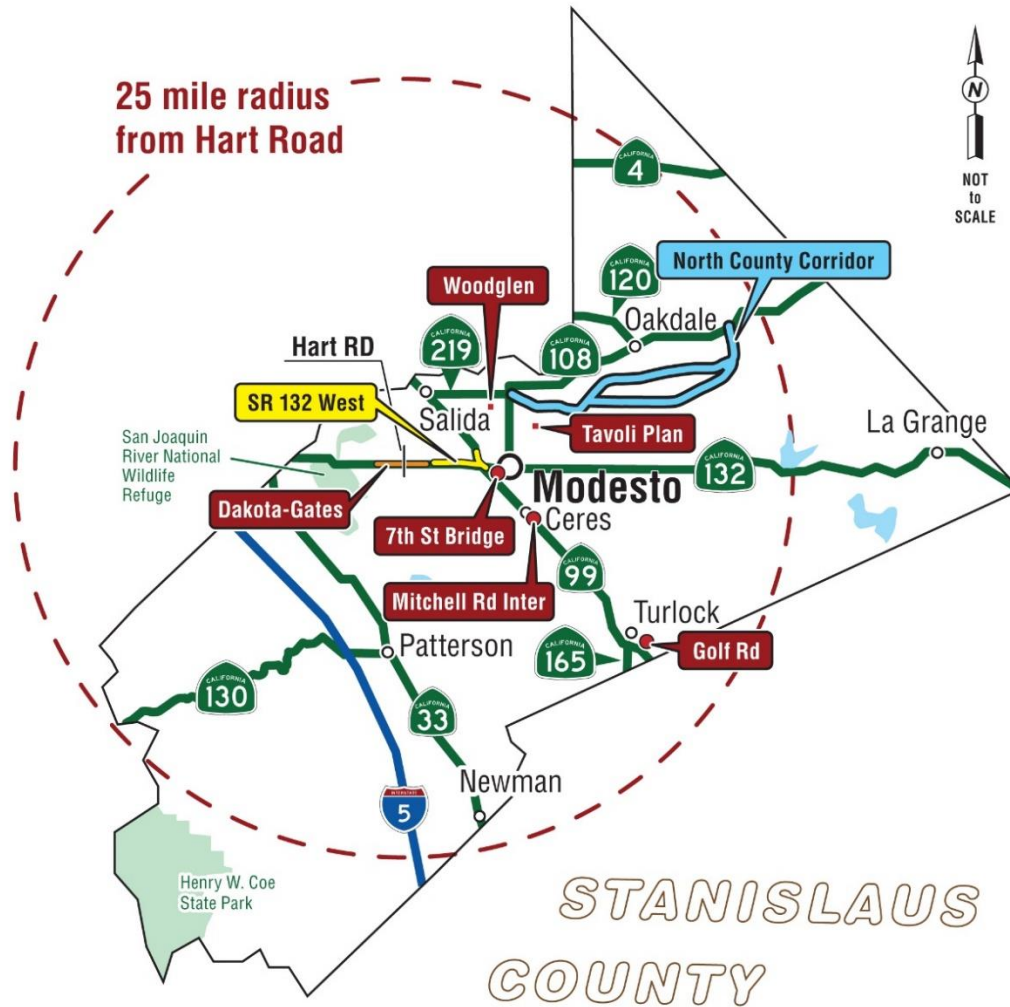 25 mile radius
from Hart Road
N
NOT
to
SCALE
CALIFORNIA
4
North County Corridor
CALIFORNIA
120
Woodglen
Oakdale
Hart RD
CALIFORNIA
219
CALIFORNIA
108
SR 132 West
Salida
Tavoli Plan
La Grange
San Joaquin
River National
Wildlife
Refuge
CALIFORNIA
132
Modesto
Dakota-Gates
7th St Bridge
Ceres
CALIFORNIA
99
Mitchell Rd Inter
Turlock
Patterson
CALIFORNIA
165
Golf Rd
CALIFORNIA
130
CALIFORNIA
33
Newman
INTERSTATE
5
Henry W. Coe
State Park
STANISLAUS
COUNTY